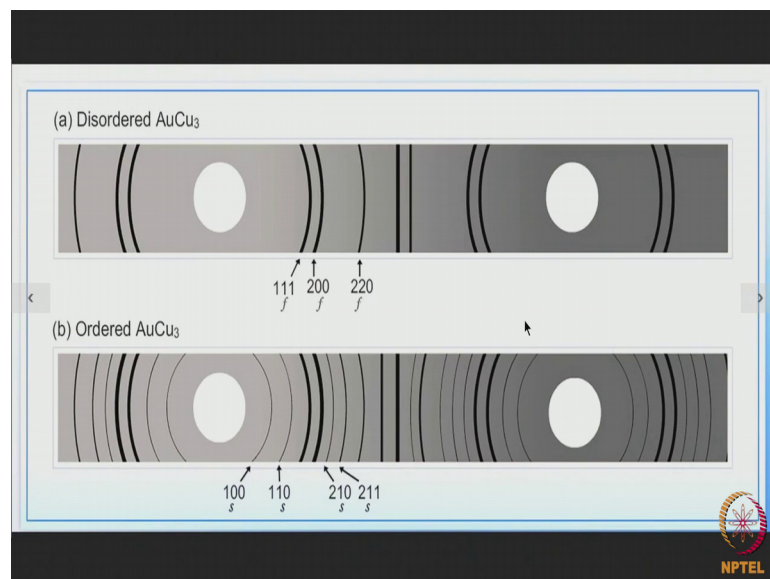 (a) Disordered AuCu₃
111 200 220
f f f
(b) Ordered AuCu₃
100 110 210 211
s s s s
NPTEL